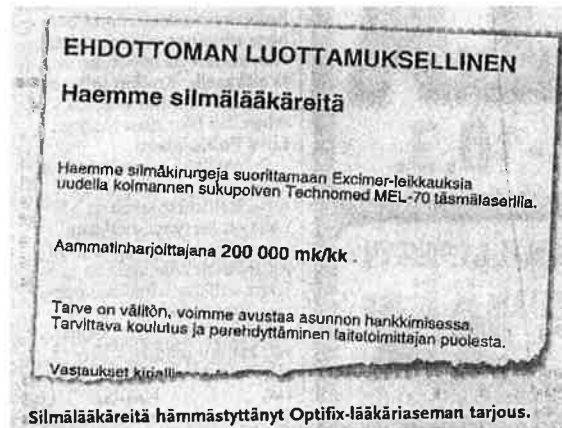 EHDOTTOMAN LUOTTAMUKSELLINEN
Haemme silmälääkäreitä
Haemme silmäkirurgeja suorittamaan Excimer-leikkauksia
uudella kolmannen sukupolven Technomed MEL-70 täsmälaserilla.
Aammatinharjoittajana 200 000 mk/kk .
Tarve on välitön, voimme avustaa asunnon hankkimisessa.
Tarvittava koulutus ja perehdyttäminen laitetoimittajan puolesta.
Vastaukset
Silmälääkäreitä hämmästyttänyt Optifix-lääkäriaseman tarjous.